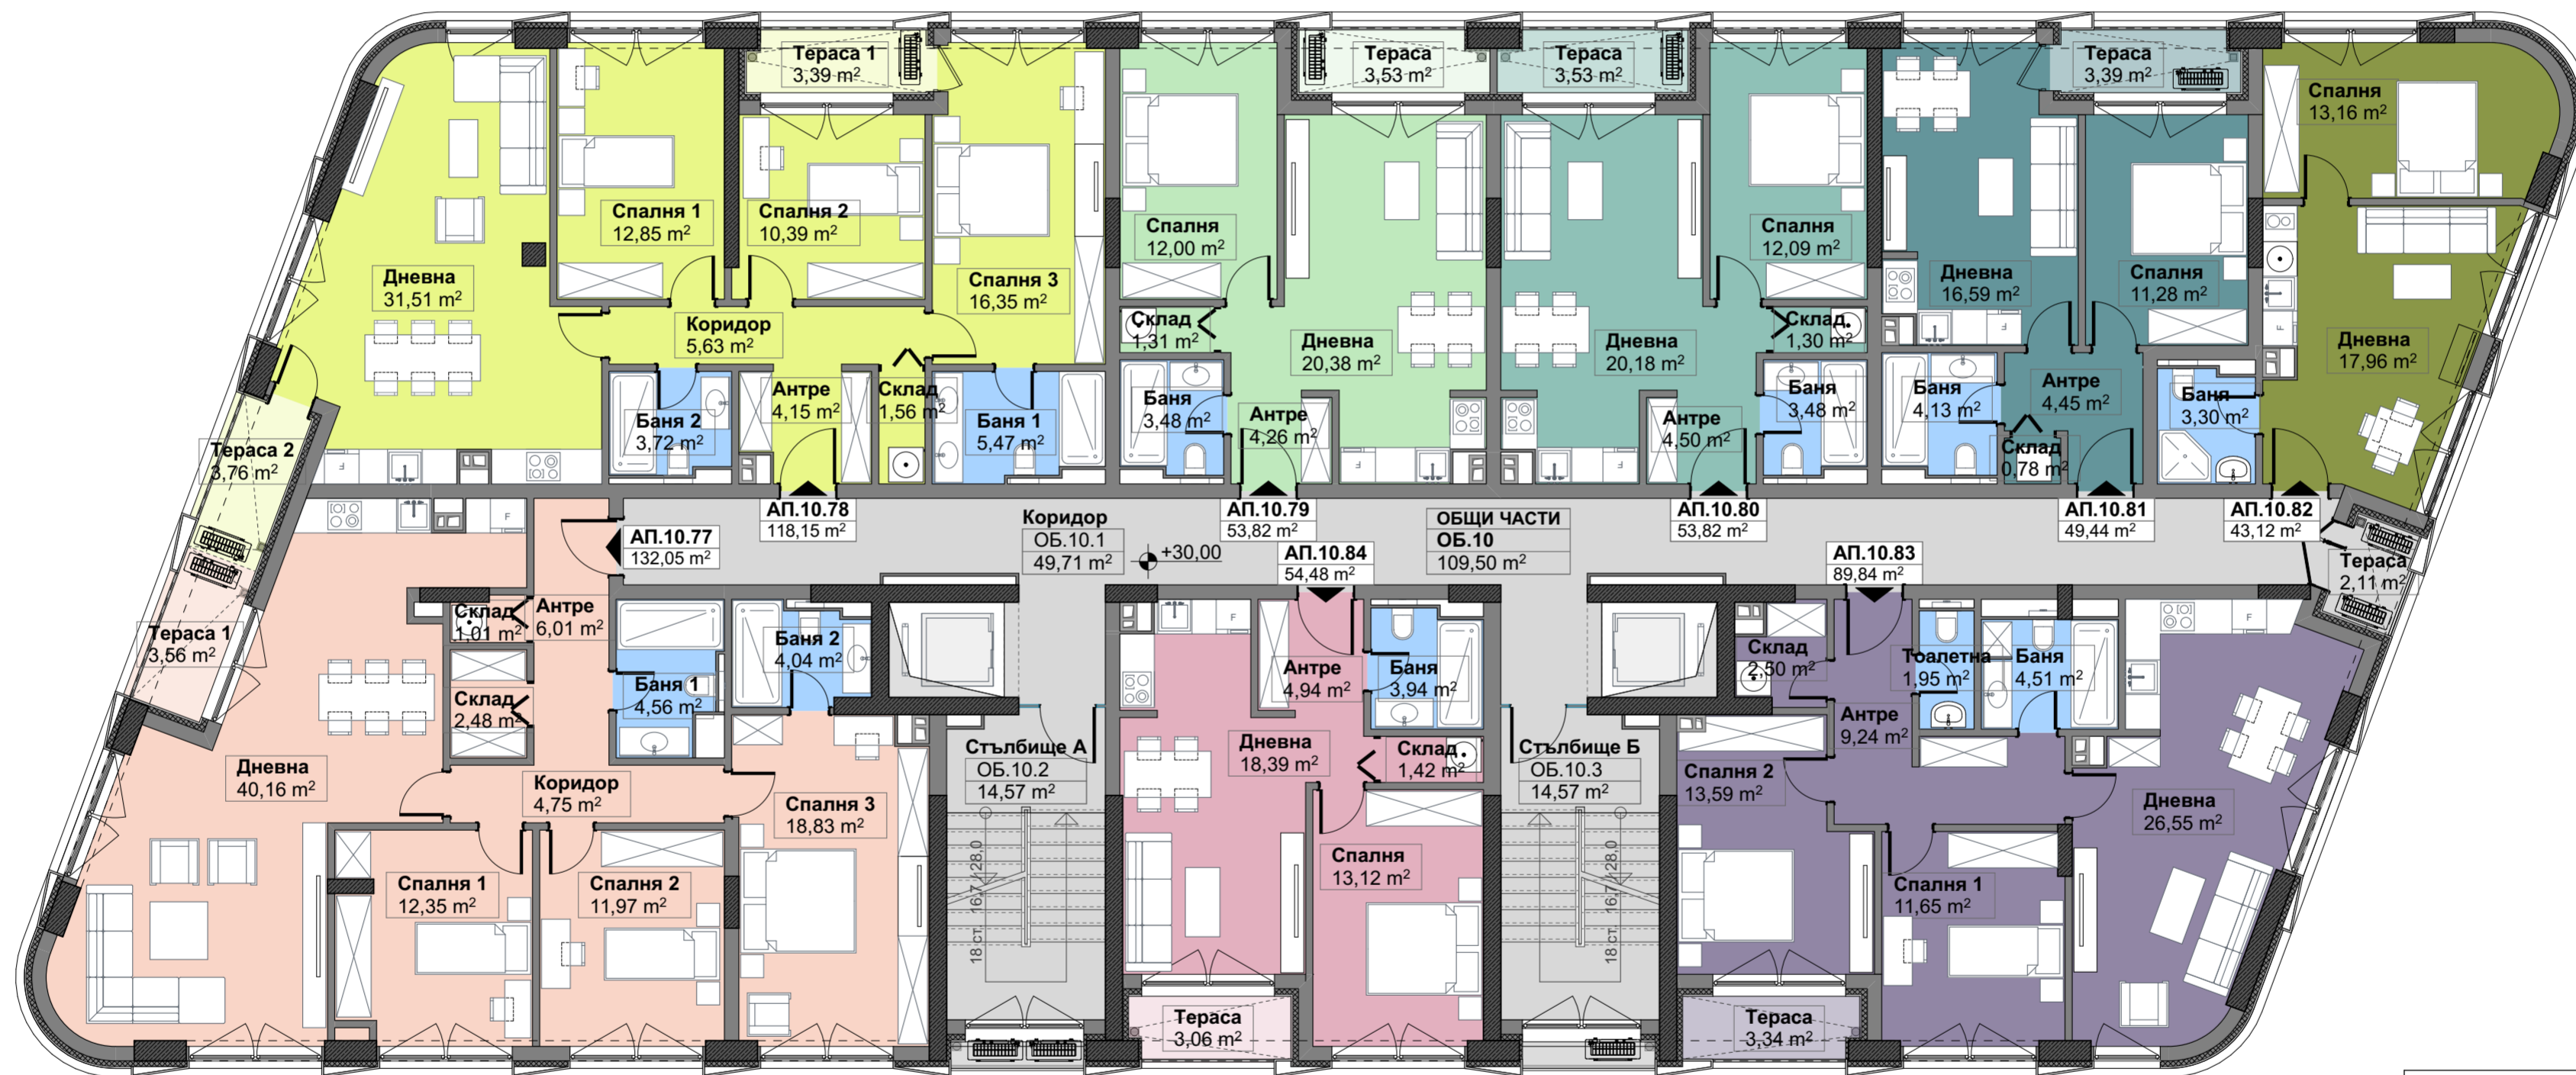 Тераса 1
3,39 m²
Тераса
3,53 m²
Тераса
3,53 m²
Тераса
3,39 m²
Спалня
13,16 m²
Спалня 1
12,85 m²
Спалня 2
10,39 m²
Спалня 3
16,35 m²
Дневна
31,51 m²
Коридор
5,63 m²
Спалня
12,00 m²
Спалня
12,09 m²
Дневна
16,59 m²
Спалня
11,28 m²
Склад
1,31 m²
Дневна
20,38 m²
Дневна
20,18 m²
Склад
1,30 m²
Дневна
17,96 m²
Баня 2
3,72 m²
Антре
4,15 m²
Склад
1,56 m²
Баня 1
5,47 m²
Баня
3,48 m²
Антре
4,26 m²
Антре
4,50 m²
Баня
3,48 m²
Баня
4,13 m²
Антре
4,45 m²
Склад
0,78 m²
Баня
3,30 m²
Тераса 2
3,76 m²
АП.10.77
132,05 m²
АП.10.78
118,15 m²
Коридор
ОБ.10.1
49,71 m²
+30,00
АП.10.79
53,82 m²
АП.10.84
54,48 m²
ОБЩИ ЧАСТИ
ОБ.10
109,50 m²
АП.10.80
53,82 m²
АП.10.83
89,84 m²
АП.10.81
49,44 m²
АП.10.82
43,12 m²
Тераса
2,11 m²
Тераса 1
3,56 m²
Склад
1,01 m²
Антре
6,01 m²
Склад
2,48 m²
Баня 1
4,56 m²
Баня 2
4,04 m²
Антре
4,94 m²
Баня
3,94 m²
Склад
2,50 m²
Тоалетна
1,95 m²
Баня
4,51 m²
Антре
9,24 m²
Дневна
40,16 m²
Коридор
4,75 m²
Спалня 3
18,83 m²
Стълбище А
ОБ.10.2
14,57 m²
Дневна
18,39 m²
Склад
1,42 m²
Стълбище Б
ОБ.10.3
14,57 m²
Спалня 2
13,59 m²
Дневна
26,55 m²
Спалня 1
12,35 m²
Спалня 2
11,97 m²
18 ст. 16,7 / 28,0
Спалня
13,12 m²
18 ст. 16,7 / 28,0
Спалня 1
11,65 m²
Тераса
3,06 m²
Тераса
3,34 m²
F
F
F
F
F
F
F
F